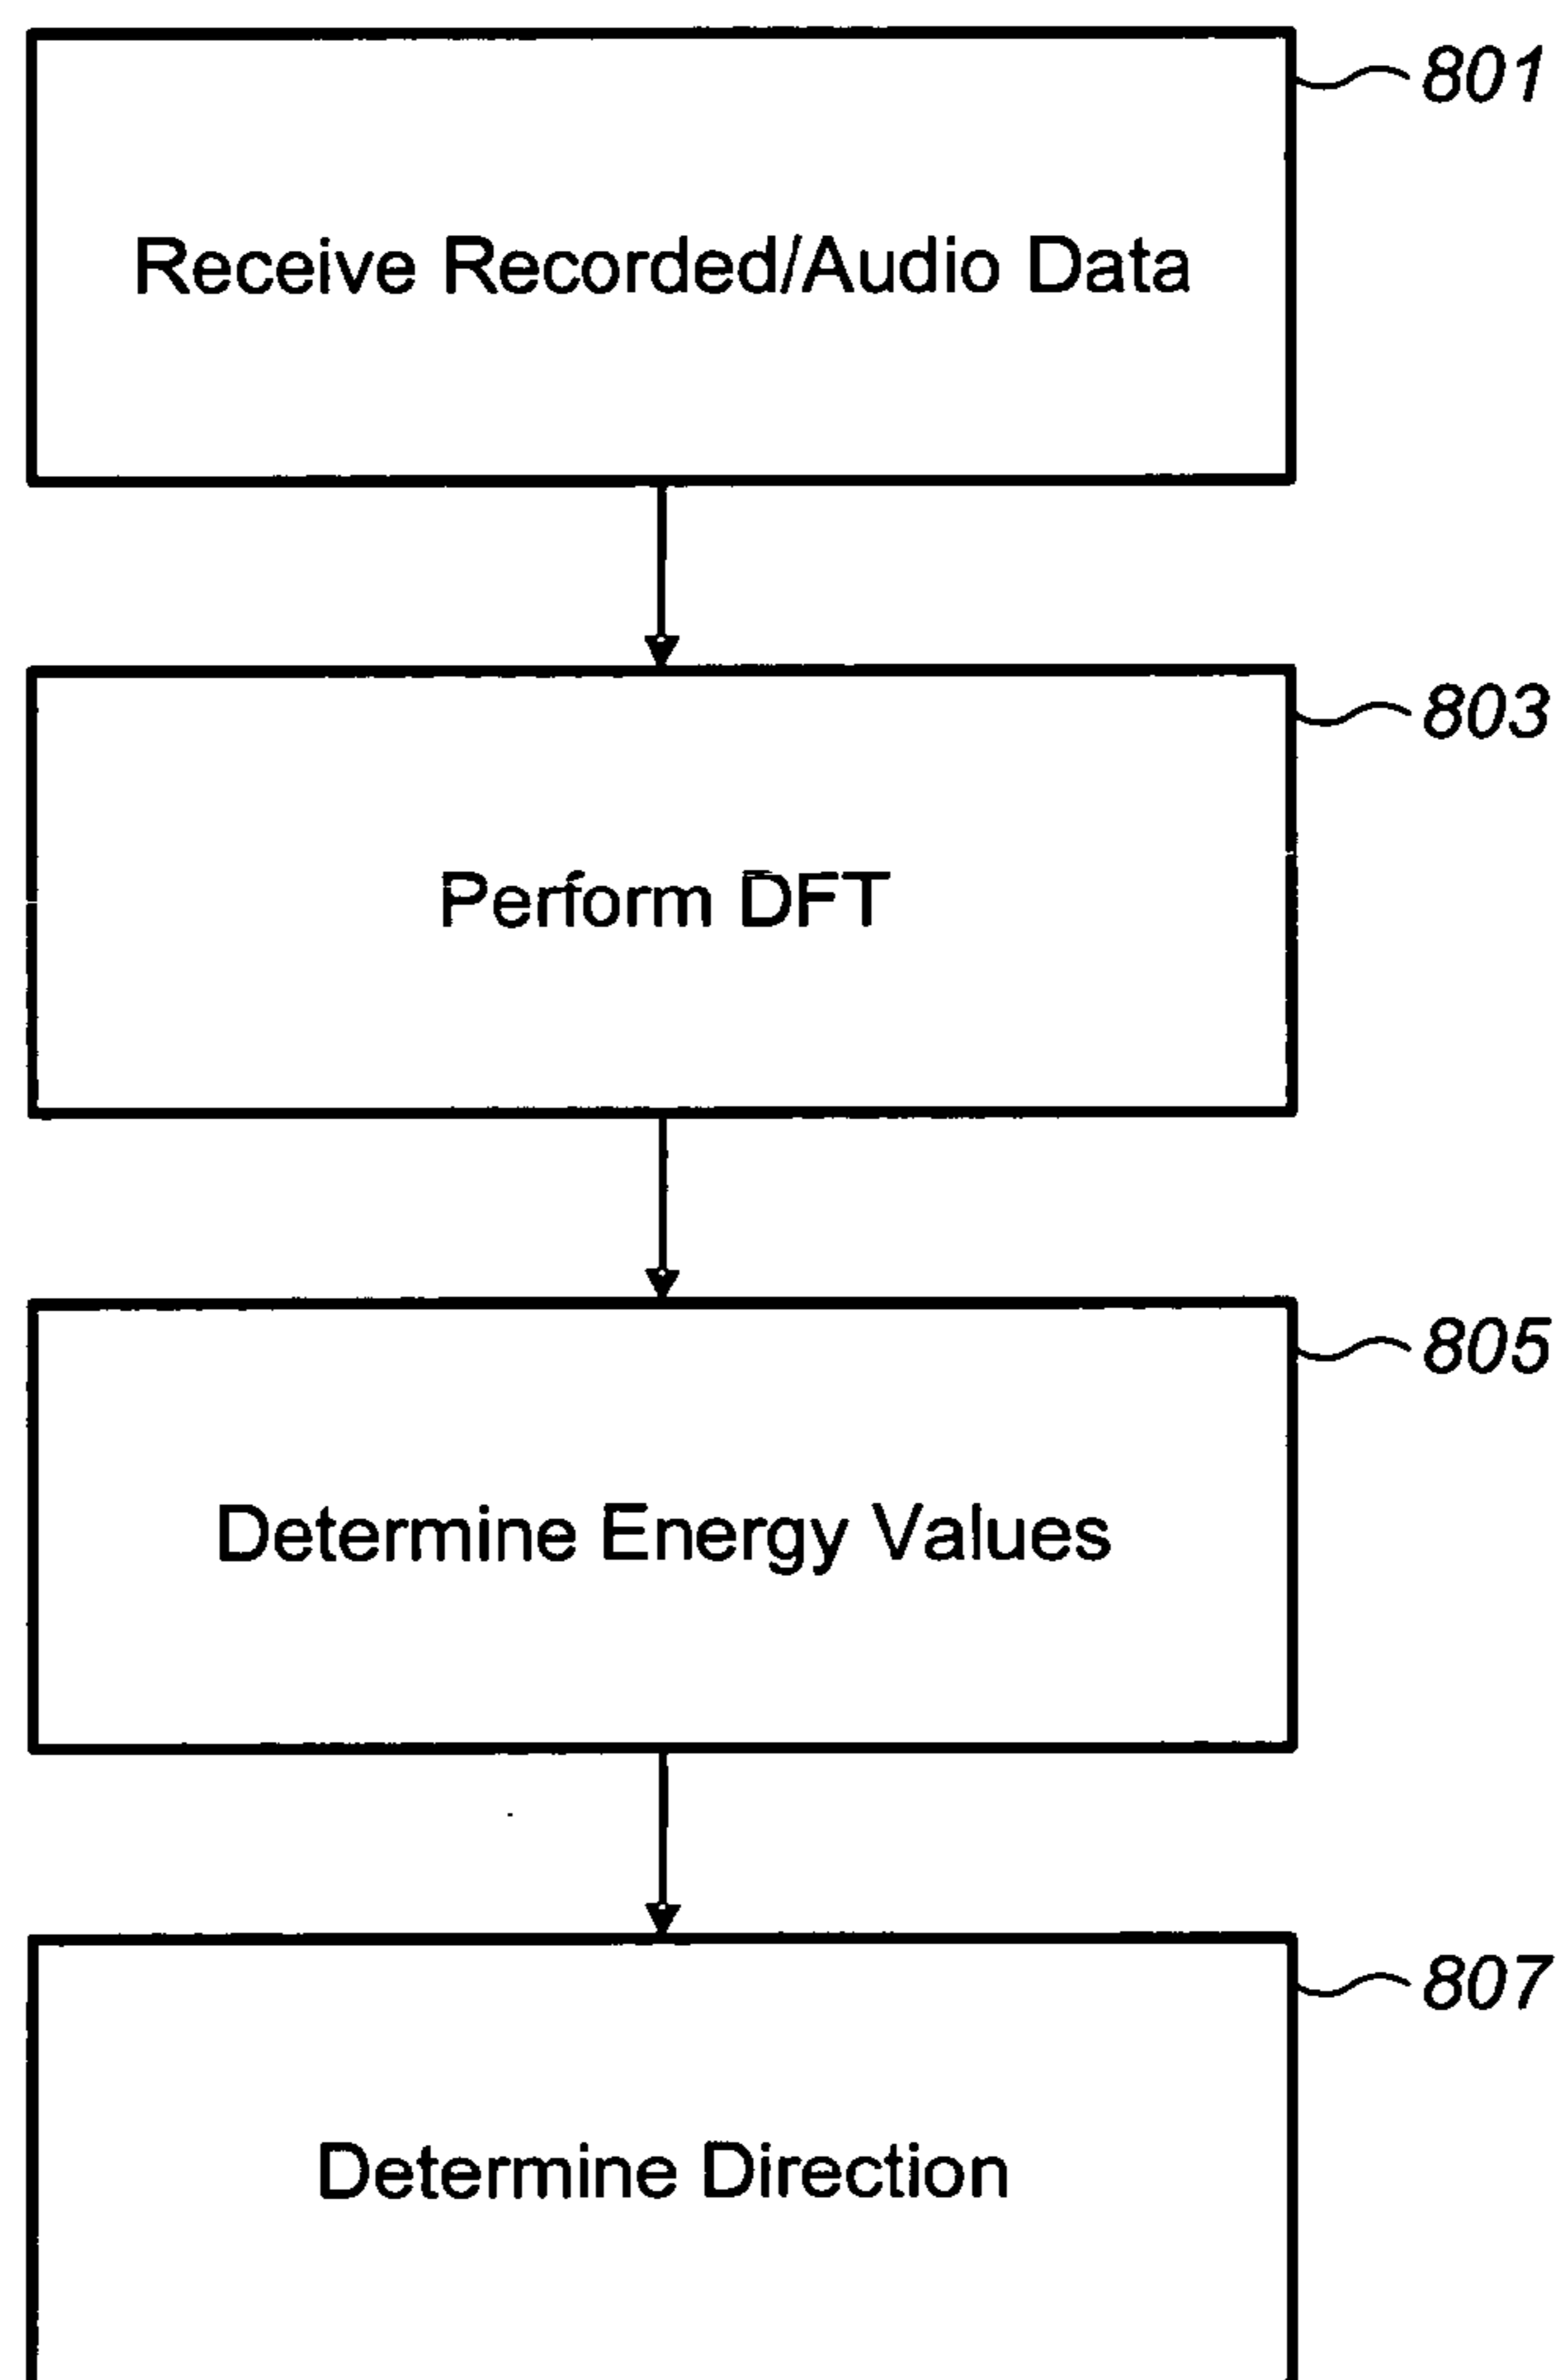 801
Receive Recorded/Audio Data
803
Perform DFT
805
Determine Energy Values
807
Determine Direction